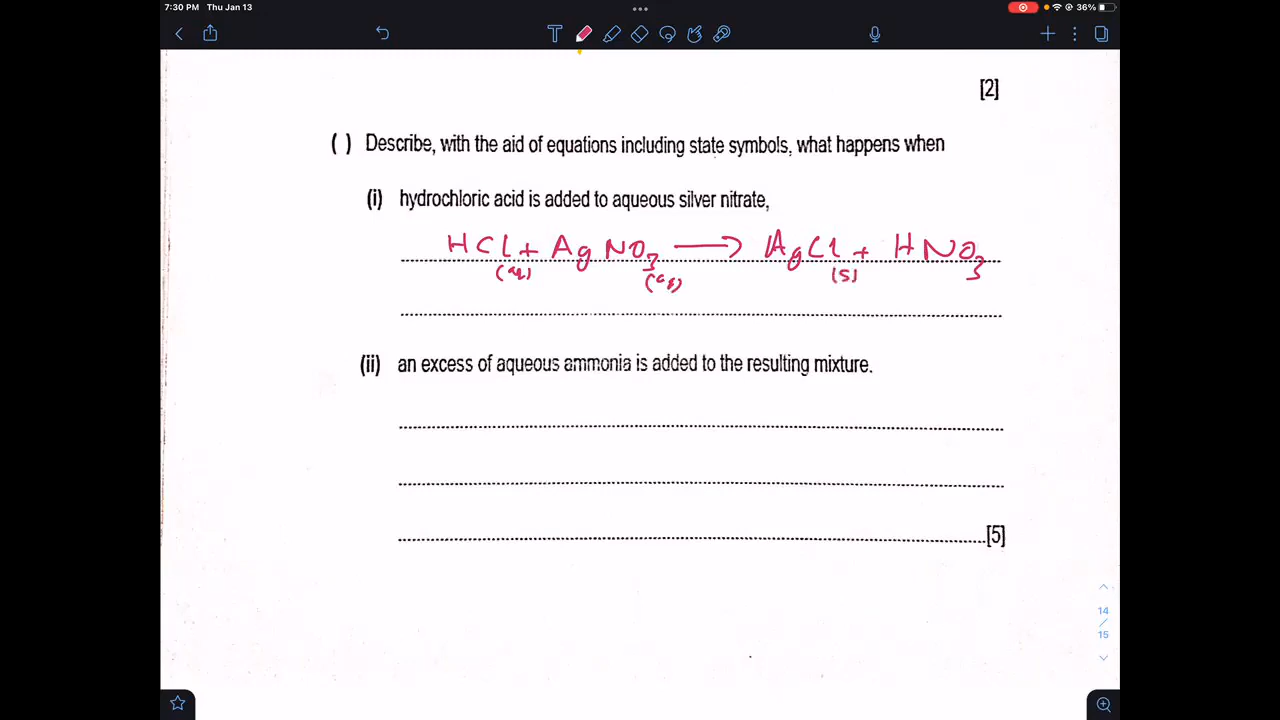 7:30 PM Thu Jan 13
36%
[2]
( ) Describe, with the aid of equations including state symbols, what happens when
(i) hydrochloric acid is added to aqueous silver nitrate,
HCl + AgNO3 ⟶ AgCl + HNO3
(aq) (aq) (s)
(ii) an excess of aqueous ammonia is added to the resulting mixture.
[5]
14
/
15